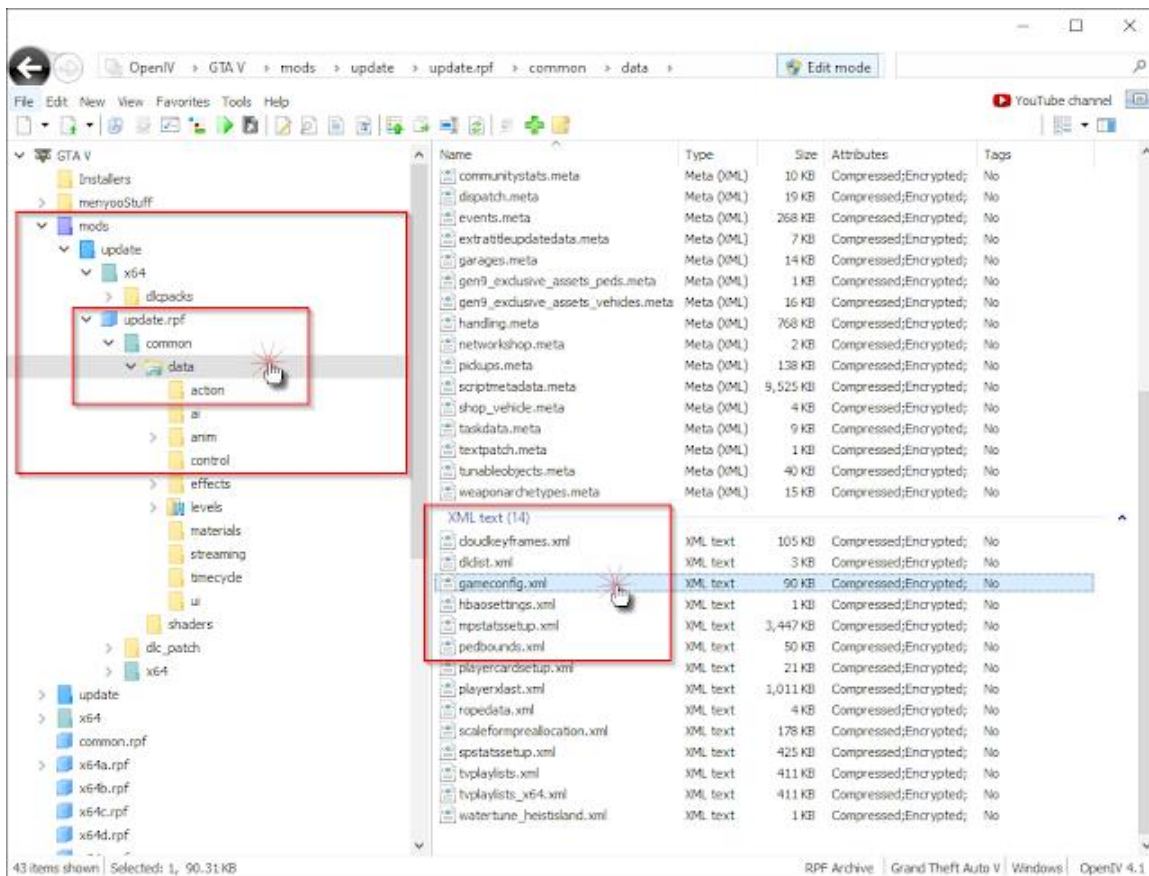 OpenIV › GTA V › mods › update › update.rpf › common › data ›
Edit mode
File Edit New View Favorites Tools Help
YouTube channel
GTA V
Installers
menyooStuff
mods
update
x64
dlcpacks
update.rpf
common
data
action
ai
anim
control
effects
levels
materials
streaming
timecycle
ui
shaders
dlc_patch
x64
update
x64
common.rpf
x64a.rpf
x64b.rpf
x64c.rpf
x64d.rpf
Name Type Size Attributes Tags
communitystats.meta Meta (XML) 10 KB Compressed;Encrypted; No
dispatch.meta Meta (XML) 19 KB Compressed;Encrypted; No
events.meta Meta (XML) 268 KB Compressed;Encrypted; No
extratitleupdatedata.meta Meta (XML) 7 KB Compressed;Encrypted; No
garages.meta Meta (XML) 14 KB Compressed;Encrypted; No
gen9_exclusive_assets_peds.meta Meta (XML) 1 KB Compressed;Encrypted; No
gen9_exclusive_assets_vehicles.meta Meta (XML) 16 KB Compressed;Encrypted; No
handling.meta Meta (XML) 768 KB Compressed;Encrypted; No
networkshop.meta Meta (XML) 2 KB Compressed;Encrypted; No
pickups.meta Meta (XML) 138 KB Compressed;Encrypted; No
scriptmetadata.meta Meta (XML) 9,525 KB Compressed;Encrypted; No
shop_vehicle.meta Meta (XML) 4 KB Compressed;Encrypted; No
taskdata.meta Meta (XML) 9 KB Compressed;Encrypted; No
textpatch.meta Meta (XML) 1 KB Compressed;Encrypted; No
tunableobjects.meta Meta (XML) 40 KB Compressed;Encrypted; No
weaponarchetypes.meta Meta (XML) 15 KB Compressed;Encrypted; No
XML text (14)
cloudkeyframes.xml XML text 105 KB Compressed;Encrypted; No
dlclist.xml XML text 3 KB Compressed;Encrypted; No
gameconfig.xml XML text 90 KB Compressed;Encrypted; No
hbaosettings.xml XML text 1 KB Compressed;Encrypted; No
mpstatssetup.xml XML text 3,447 KB Compressed;Encrypted; No
pedbounds.xml XML text 50 KB Compressed;Encrypted; No
playercardsetup.xml XML text 21 KB Compressed;Encrypted; No
playerxlast.xml XML text 1,011 KB Compressed;Encrypted; No
ropedata.xml XML text 4 KB Compressed;Encrypted; No
scaleformpreallocation.xml XML text 178 KB Compressed;Encrypted; No
spstatssetup.xml XML text 425 KB Compressed;Encrypted; No
tvplaylists.xml XML text 411 KB Compressed;Encrypted; No
tvplaylists_x64.xml XML text 411 KB Compressed;Encrypted; No
watertune_heistisland.xml XML text 1 KB Compressed;Encrypted; No
43 items shown Selected: 1, 90.31 KB RPF Archive Grand Theft Auto V Windows OpenIV 4.1